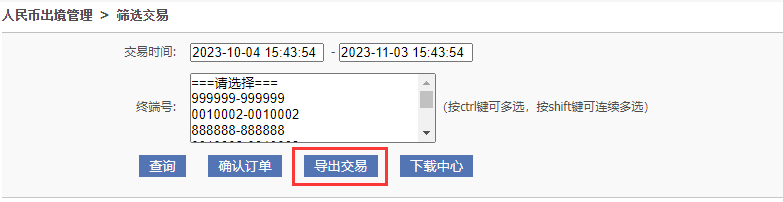 人民币出境管理 > 筛选交易
交易时间: 2023-10-04 15:43:54 - 2023-11-03 15:43:54
终端号: ===请选择===
999999-999999
0010002-0010002
888888-888888
(按ctrl键可多选，按shift键可连续多选)
查询 确认订单 导出交易 下载中心